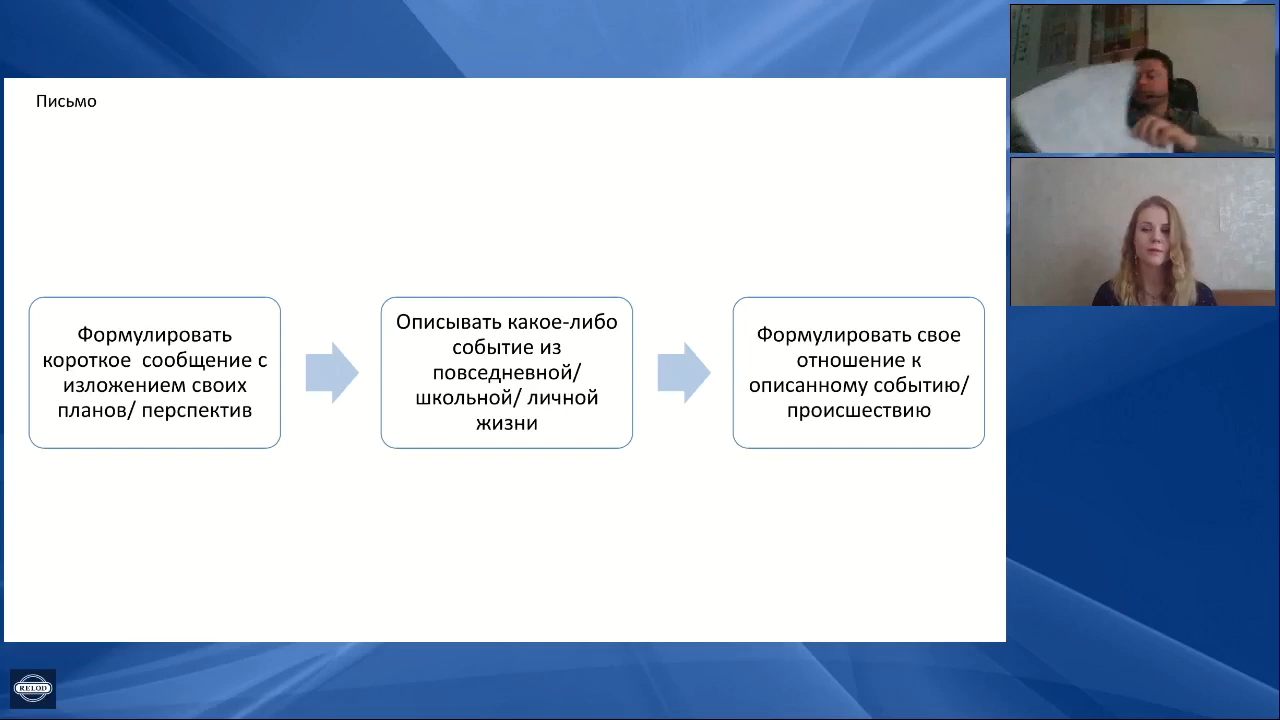 Письмо
Формулировать
короткое сообщение с
изложением своих
планов/ перспектив
Описывать какое-либо
событие из
повседневной/
школьной/ личной
жизни
Формулировать свое
отношение к
описанному событию/
происшествию
RELOD